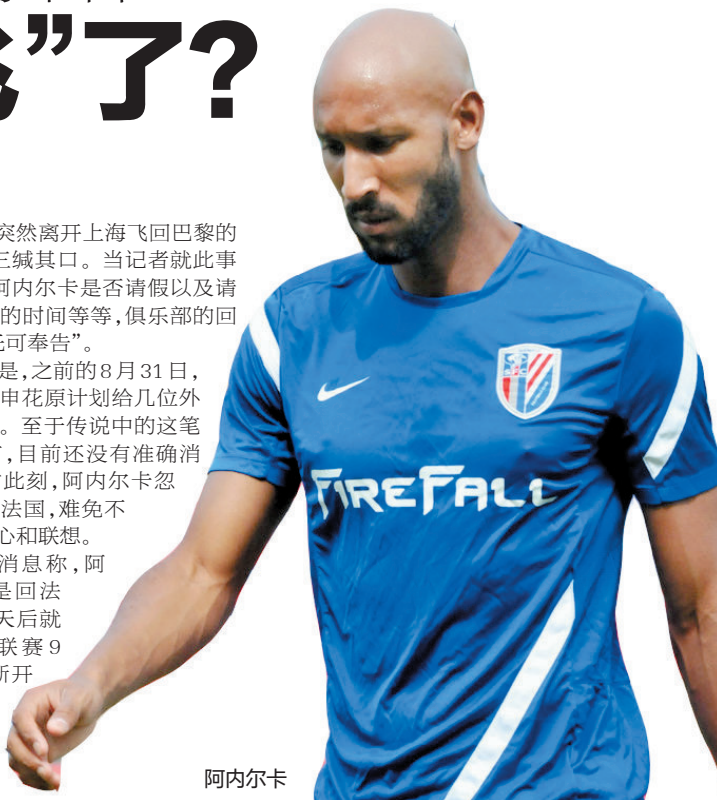 ”了？
突然离开上海飞回巴黎的
三缄其口。当记者就此事
阿内尔卡是否请假以及请
的时间等等，俱乐部的回
无可奉告”。
是，之前的8月31日，
申花原计划给几位外
。至于传说中的这笔
，目前还没有准确消
此刻，阿内尔卡忽
法国，难免不
心和联想。
消息称，阿
是回法
天后就
联赛9
新开
FIREFALL
SFC
阿内尔卡